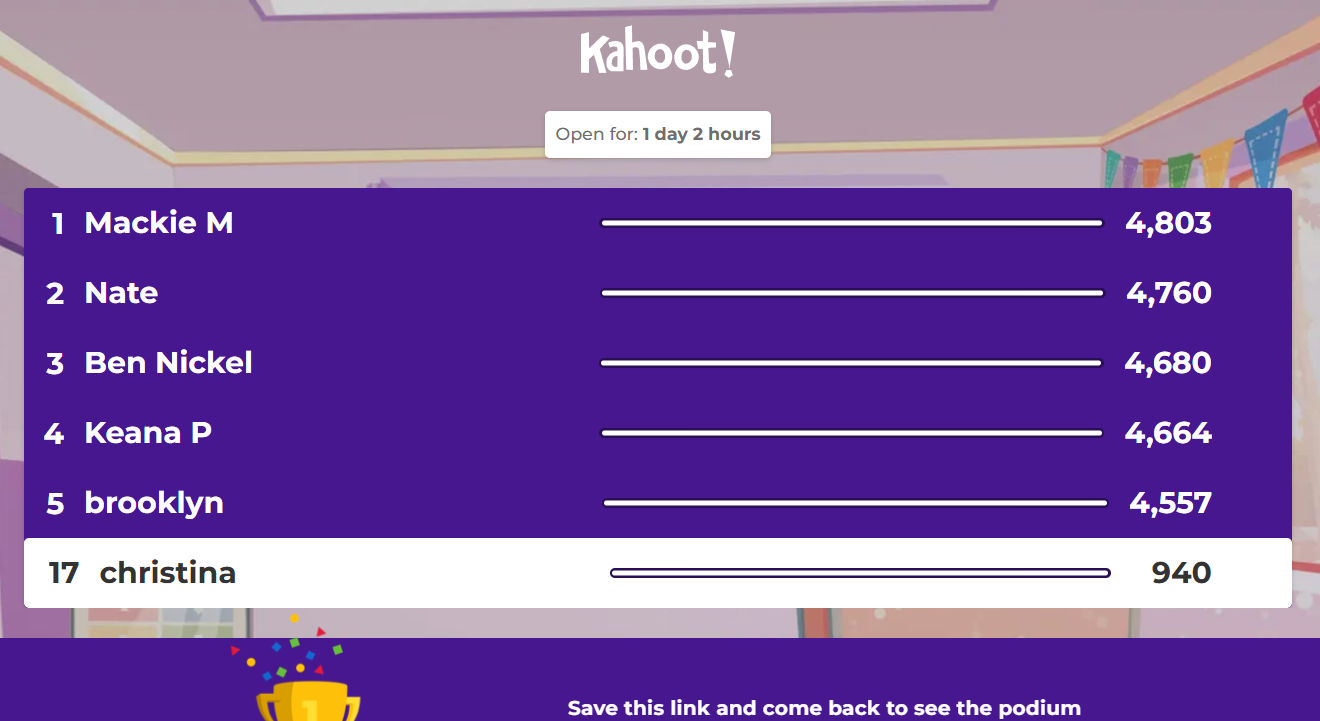 Kahoot!
Open for: 1 day 2 hours
1 Mackie M 4,803
2 Nate 4,760
3 Ben Nickel 4,680
4 Keana P 4,664
5 brooklyn 4,557
17 christina 940
1
Save this link and come back to see the podium